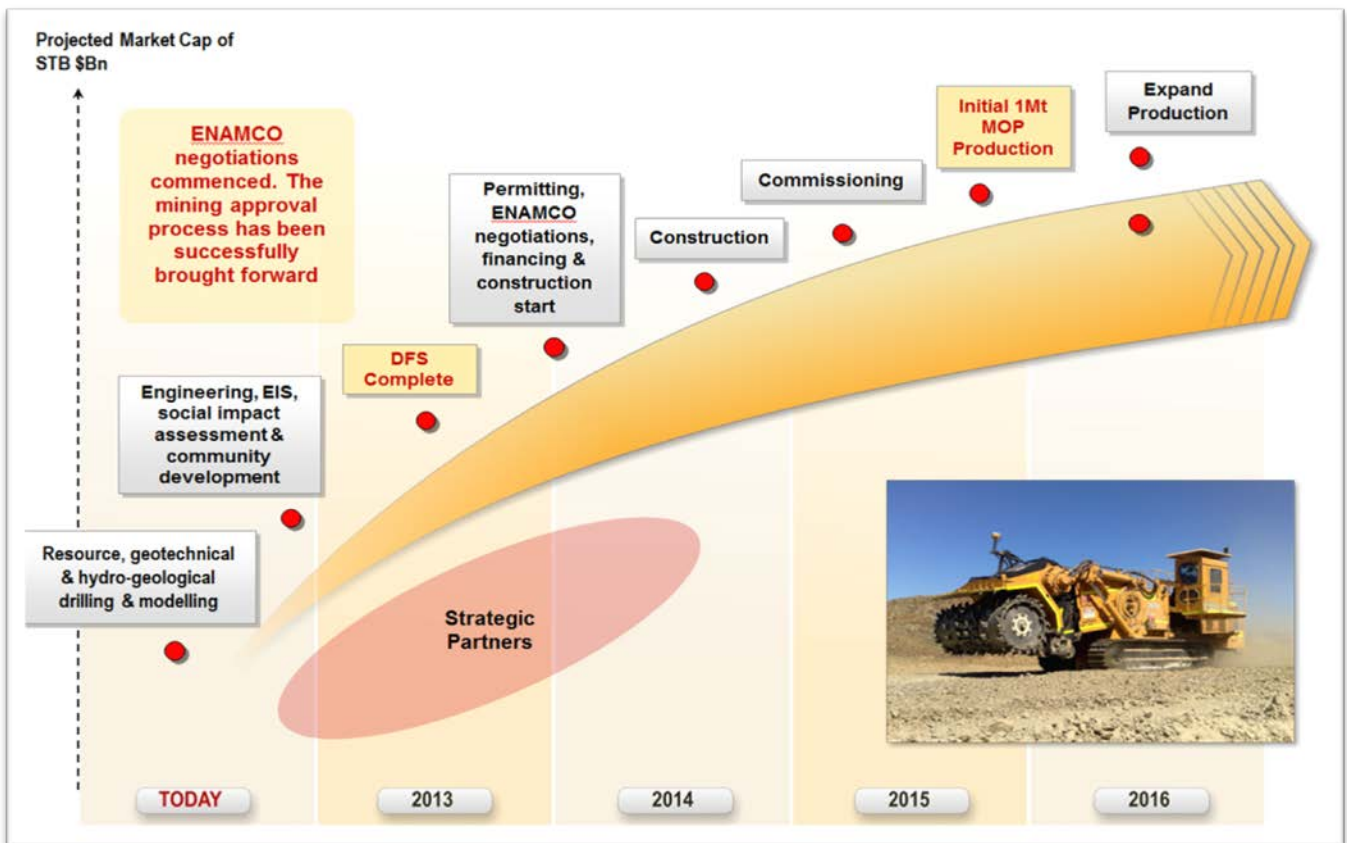 Projected Market Cap of
STB $Bn
ENAMCO
negotiations
commenced. The
mining approval
process has been
successfully
brought forward
Resource, geotechnical
& hydro-geological
drilling & modelling
Engineering, EIS,
social impact
assessment &
community
development
DFS
Complete
Permitting,
ENAMCO
negotiations,
financing &
construction
start
Construction
Commissioning
Initial 1Mt
MOP
Production
Expand
Production
Strategic
Partners
TODAY
2013
2014
2015
2016